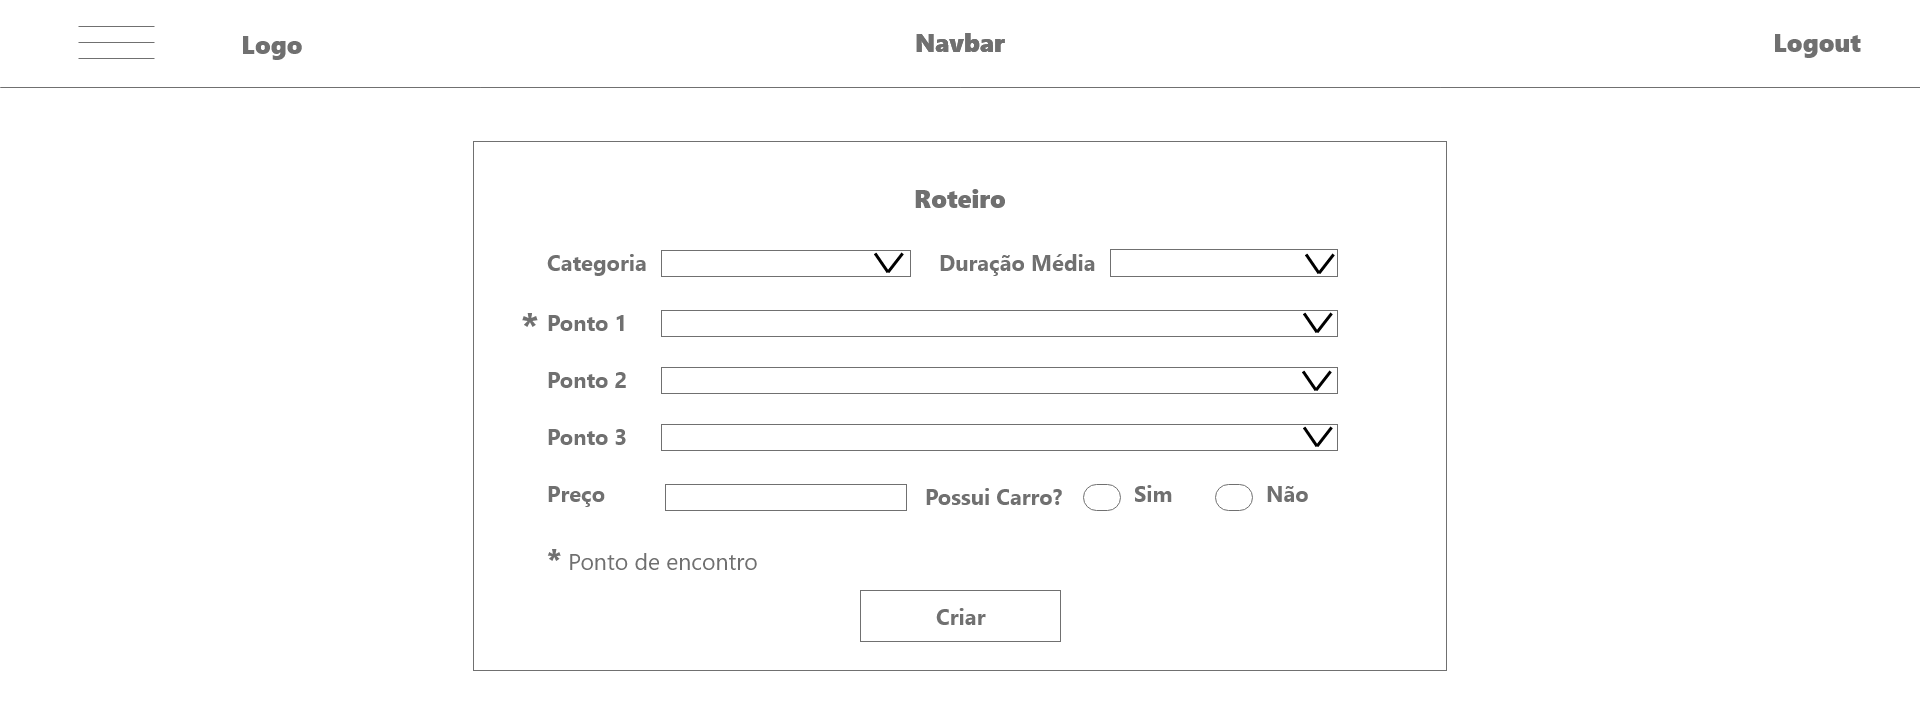 Logo Navbar Logout
Roteiro
Categoria Duração Média
* Ponto 1
Ponto 2
Ponto 3
Preço Possui Carro? Sim Não
* Ponto de encontro
Criar